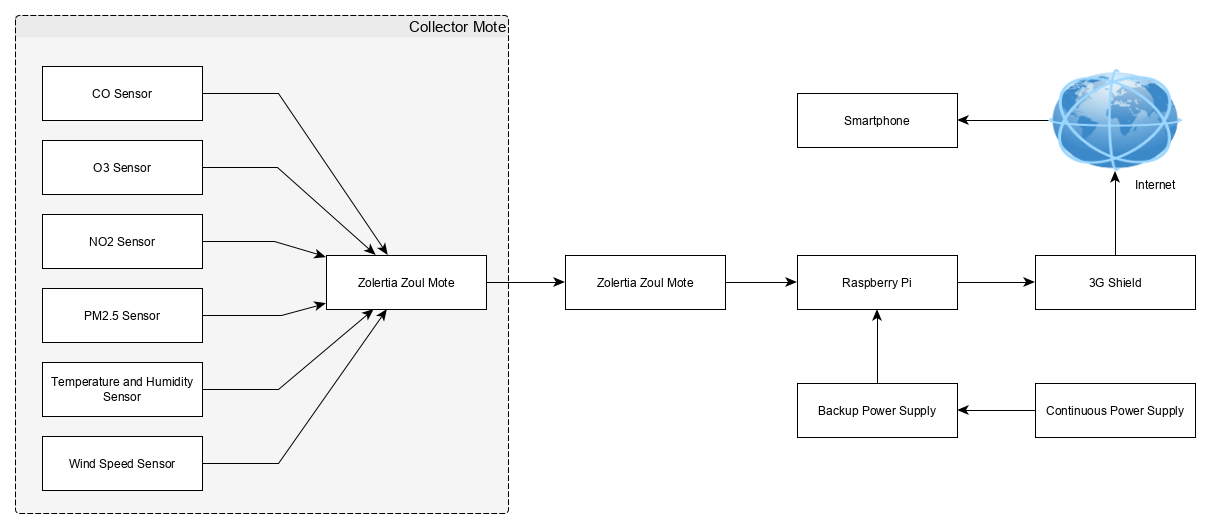 Collector Mote
CO Sensor
O3 Sensor
NO2 Sensor
PM2.5 Sensor
Temperature and Humidity
Sensor
Wind Speed Sensor
Zolertia Zoul Mote
Zolertia Zoul Mote
Raspberry Pi
3G Shield
Internet
Smartphone
Backup Power Supply
Continuous Power Supply